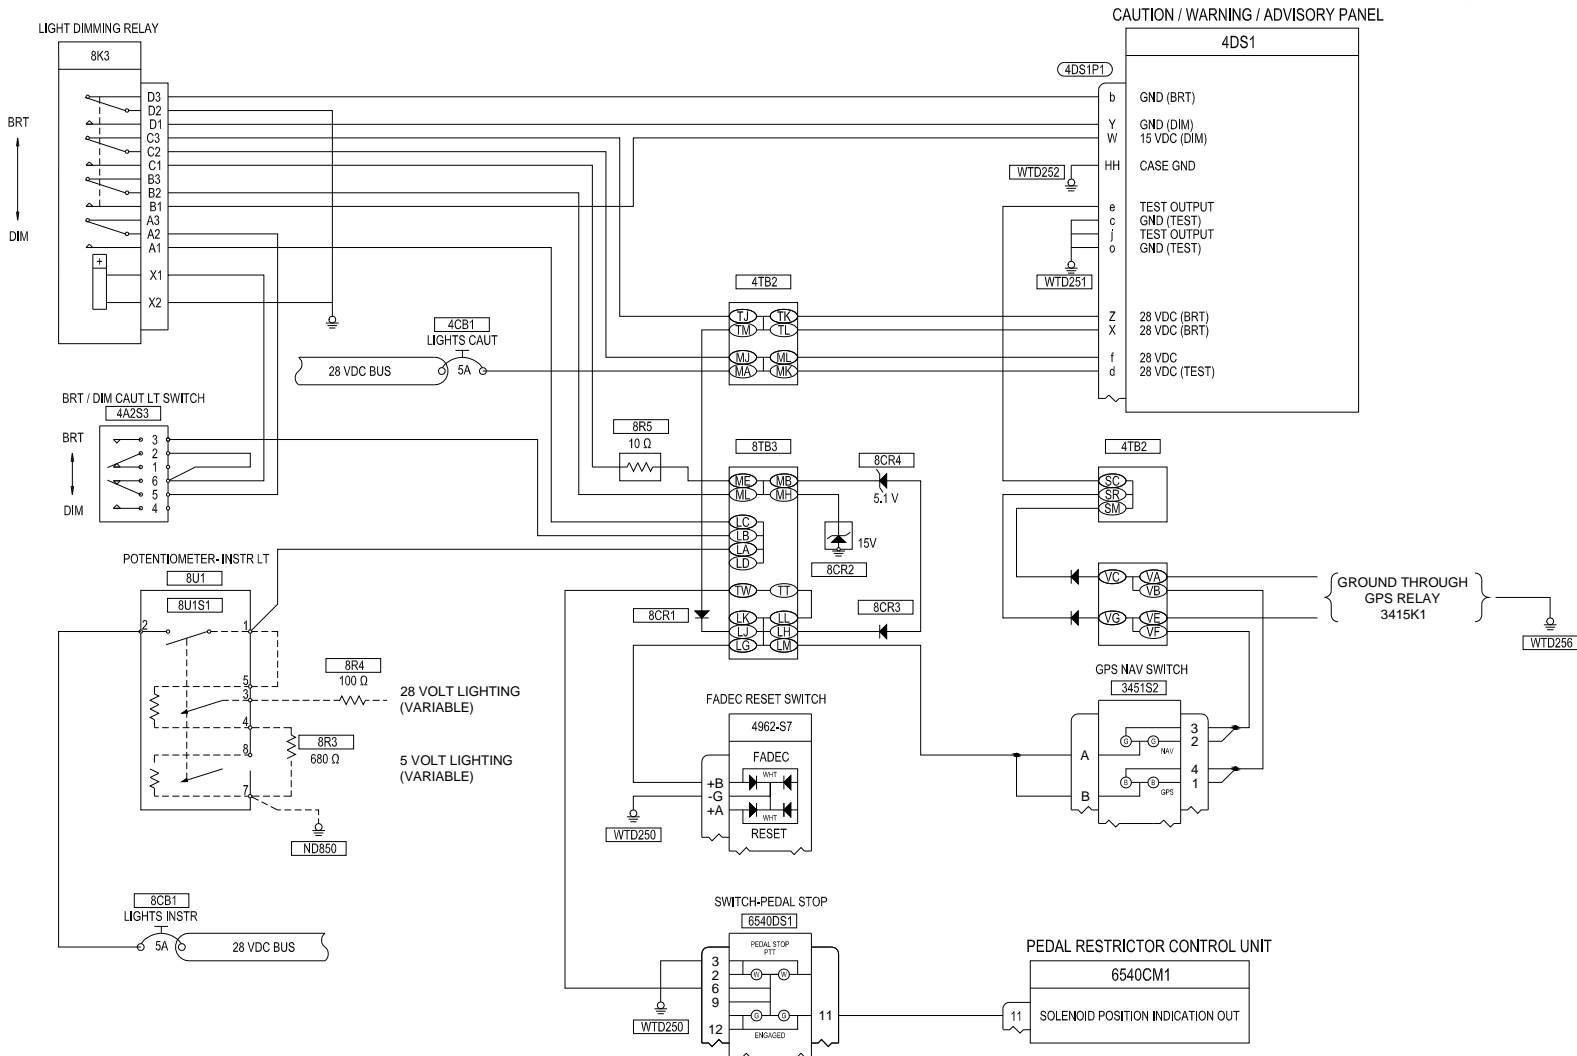 CAUTION / WARNING / ADVISORY PANEL
4DS1
4DS1P1
b GND (BRT)
Y GND (DIM)
W 15 VDC (DIM)
HH CASE GND
WTD252
e TEST OUTPUT
c GND (TEST)
j TEST OUTPUT
o GND (TEST)
WTD251
Z 28 VDC (BRT)
X 28 VDC (BRT)
f 28 VDC
d 28 VDC (TEST)
LIGHT DIMMING RELAY
8K3
BRT
DIM
D3
D2
D1
C3
C2
C1
B3
B2
B1
A3
A2
A1
+
X1
X2
4CB1
LIGHTS CAUT
28 VDC BUS
5A
4TB2
TJ TK
TM TL
MJ ML
MA MK
BRT / DIM CAUT LT SWITCH
4A2S3
BRT
DIM
3
2
1
6
5
4
8R5
10 Ω
8TB3
ME MB
ML MH
LC
LB
LA
LD
TW TT
LK LL
LJ LH
LG LM
8CR4
5.1 V
15V
8CR2
8CR1
8CR3
4TB2
SC
SR
SM
VC VA
VB
VG VE
VF
GROUND THROUGH
GPS RELAY
3415K1
WTD256
POTENTIOMETER- INSTR LT
8U1
8U1S1
2 1
5
3
4
8
7
8R4
100 Ω
28 VOLT LIGHTING
(VARIABLE)
8R3
680 Ω
5 VOLT LIGHTING
(VARIABLE)
ND850
FADEC RESET SWITCH
4962-S7
FADEC
WHT
+B
-G
+A
WHT
RESET
WTD250
GPS NAV SWITCH
3451S2
A
B
G G
NAV
B B
GPS
3
2
4
1
8CB1
LIGHTS INSTR
5A
28 VDC BUS
SWITCH-PEDAL STOP
6540DS1
PEDAL STOP
PTT
3
2
6
9
12
W W
G G
ENGAGED
11
WTD250
PEDAL RESTRICTOR CONTROL UNIT
6540CM1
11 SOLENOID POSITION INDICATION OUT